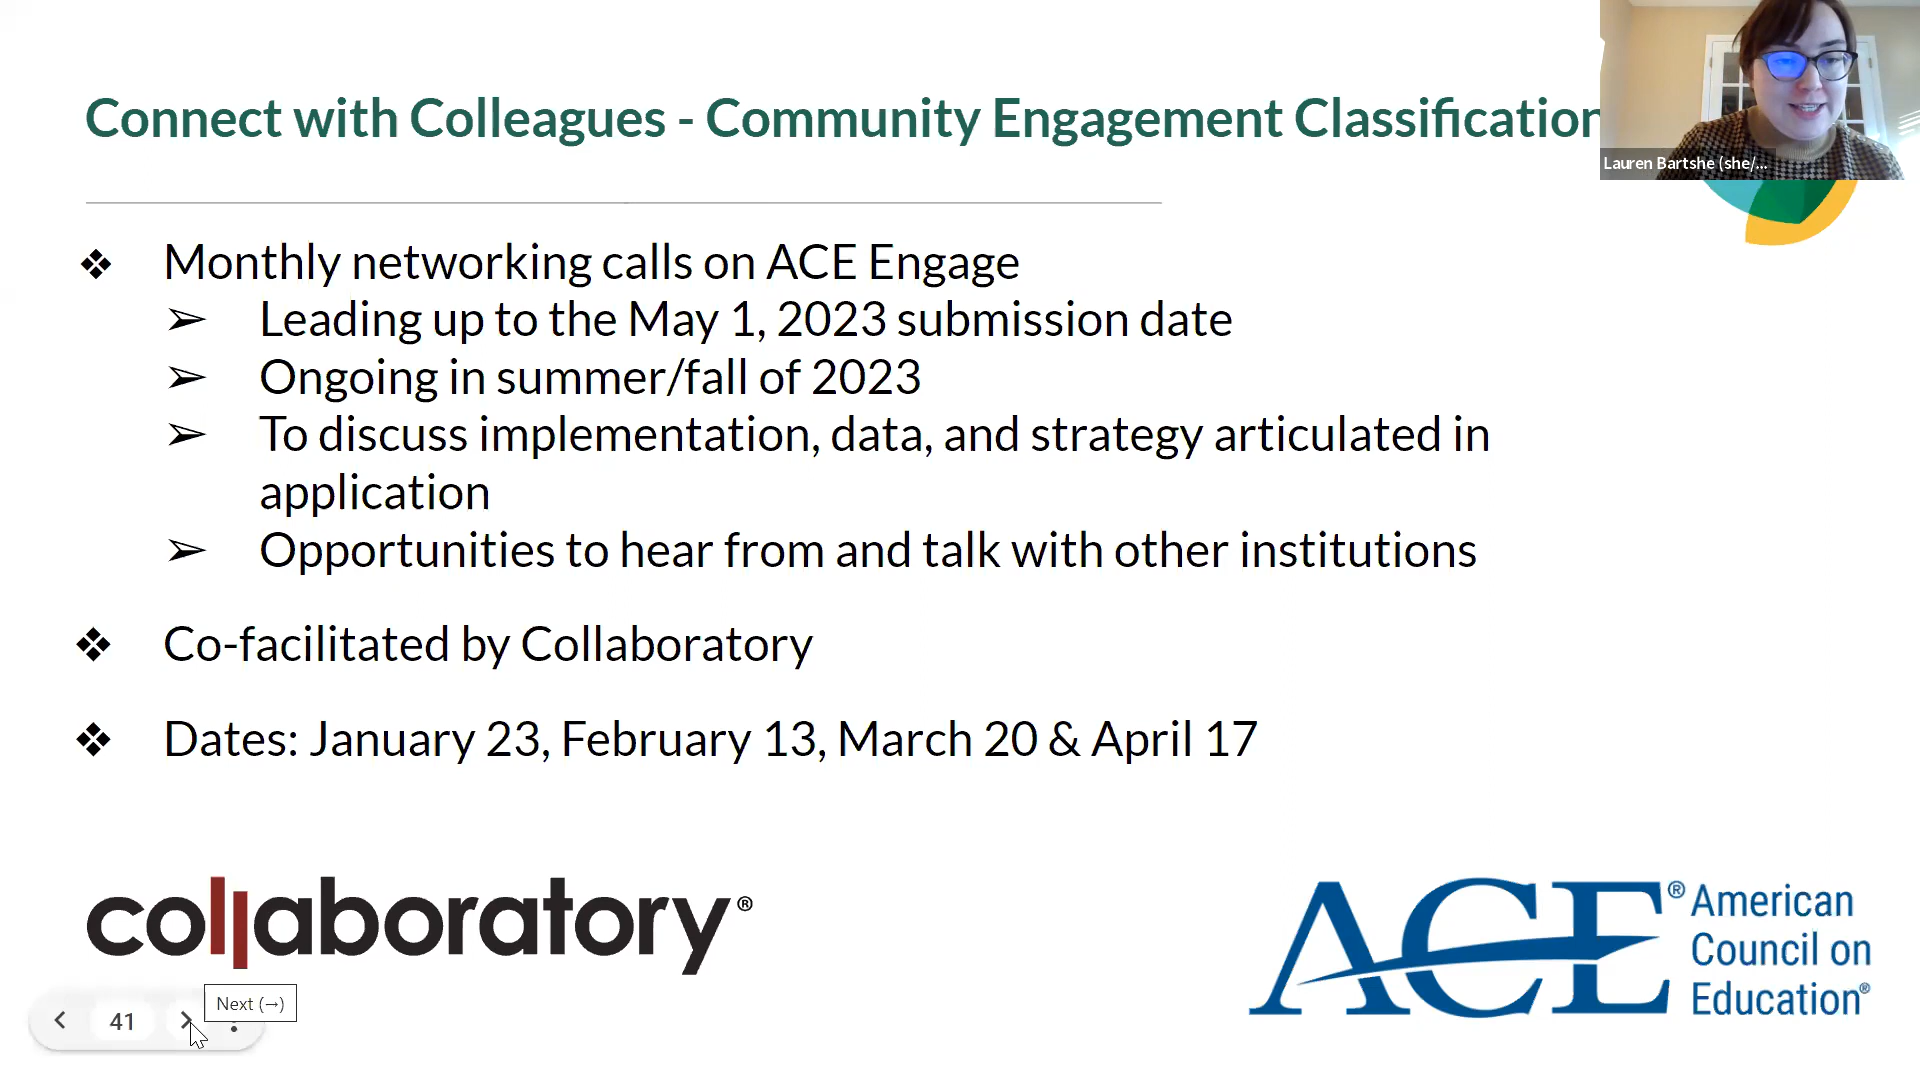 Connect with Colleagues - Community Engagement Classification
Lauren Bartshe (she/...
❖ Monthly networking calls on ACE Engage
➢ Leading up to the May 1, 2023 submission date
➢ Ongoing in summer/fall of 2023
➢ To discuss implementation, data, and strategy articulated in
application
➢ Opportunities to hear from and talk with other institutions
❖ Co-facilitated by Collaboratory
❖ Dates: January 23, February 13, March 20 & April 17
collaboratory®
ACE®
American
Council on
Education®
Next (→)
41